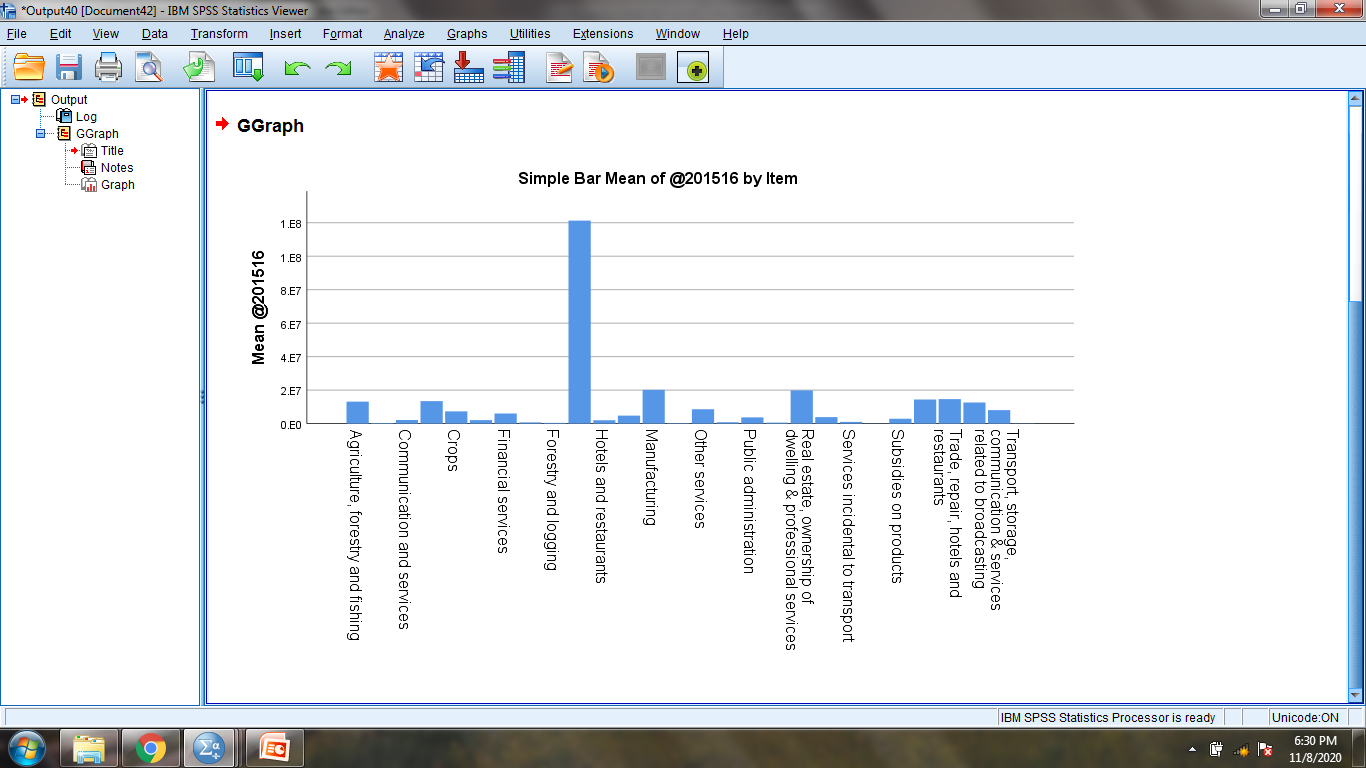 *Output40 [Document42] - IBM SPSS Statistics Viewer
File Edit View Data Transform Insert Format Analyze Graphs Utilities Extensions Window Help
Output
Log
GGraph
Title
Notes
Graph
GGraph
Simple Bar Mean of @201516 by Item
Mean @201516
1.E8
1.E8
8.E7
6.E7
4.E7
2.E7
0.E0
Agriculture, forestry and fishing
Communication and services
Crops
Financial services
Forestry and logging
Hotels and restaurants
Manufacturing
Other services
Public administration
Real estate, ownership of
dwelling & professional services
Services incidental to transport
Subsidies on products
Trade, repair, hotels and
restaurants
Transport, storage,
communication & services
related to broadcasting
IBM SPSS Statistics Processor is ready
Unicode:ON
6:30 PM
11/8/2020